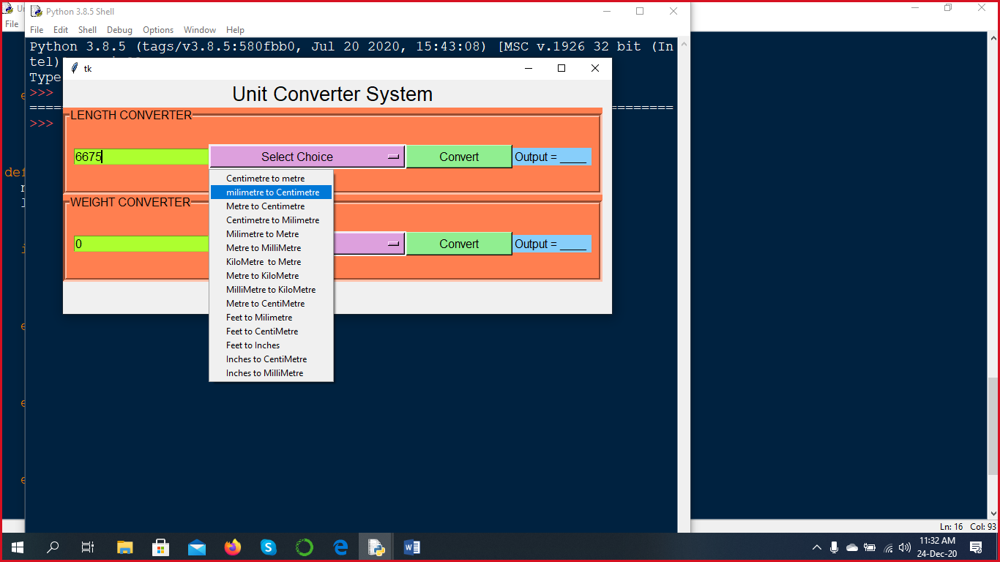 Python 3.8.5 Shell
File
File Edit Shell Debug Options Window Help
Python 3.8.5 (tags/v3.8.5:580fbb0, Jul 20 2020, 15:43:08) [MSC v.1926 32 bit (In
tel)
Type
>>>
>>>
def
tk
Unit Converter System
LENGTH CONVERTER
6675 Select Choice Convert Output = ____
Centimetre to metre
milimetre to Centimetre
Metre to Centimetre
Centimetre to Milimetre
Milimetre to Metre
Metre to MilliMetre
KiloMetre  to Metre
Metre to KiloMetre
MilliMetre to KiloMetre
Metre to CentiMetre
Feet to Milimetre
Feet to CentiMetre
Feet to Inches
Inches to CentiMetre
Inches to MilliMetre
WEIGHT CONVERTER
0 Convert Output = ____
Ln: 16 Col: 93
11:32 AM
24-Dec-20